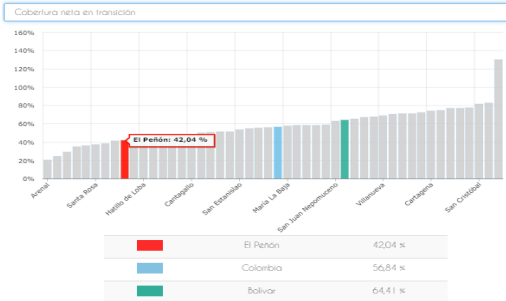 Cobertura neta en transición
160%
140%
120%
100%
80%
60%
40%
20%
0%
El Peñón: 42,04 %
Arenal
Santa Rosa
Hatillo de Loba
Cantagallo
San Estanislao
María La Baja
San Juan Nepomuceno
Villanueva
Cartagena
San Cristóbal
El Peñón 42,04 %
Colombia 56,84 %
Bolívar 64,41 %